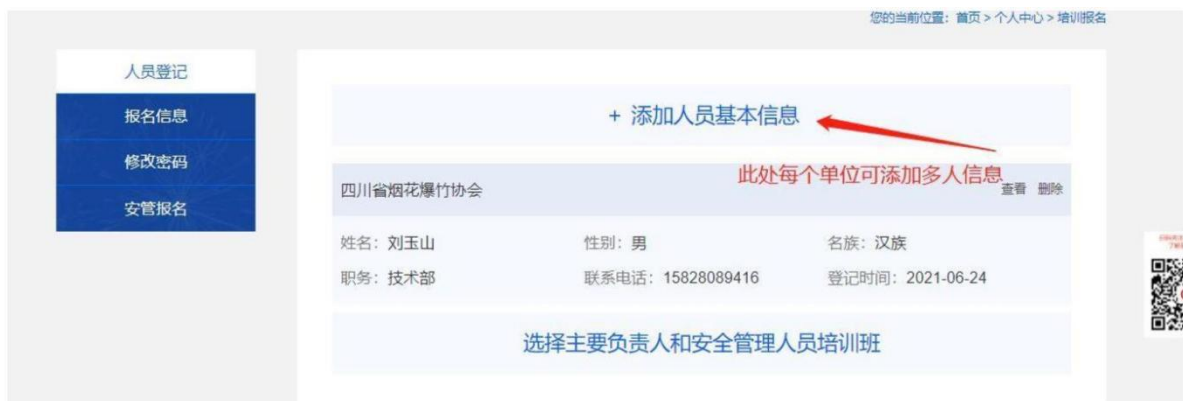 您的当前位置：首页 > 个人中心 > 培训报名
人员登记
报名信息
修改密码
安管报名
+ 添加人员基本信息
此处每个单位可添加多人信息
四川省烟花爆竹协会
查看 删除
姓名：刘玉山 性别：男 名族：汉族
职务：技术部 联系电话：15828089416 登记时间：2021-06-24
选择主要负责人和安全管理人员培训班